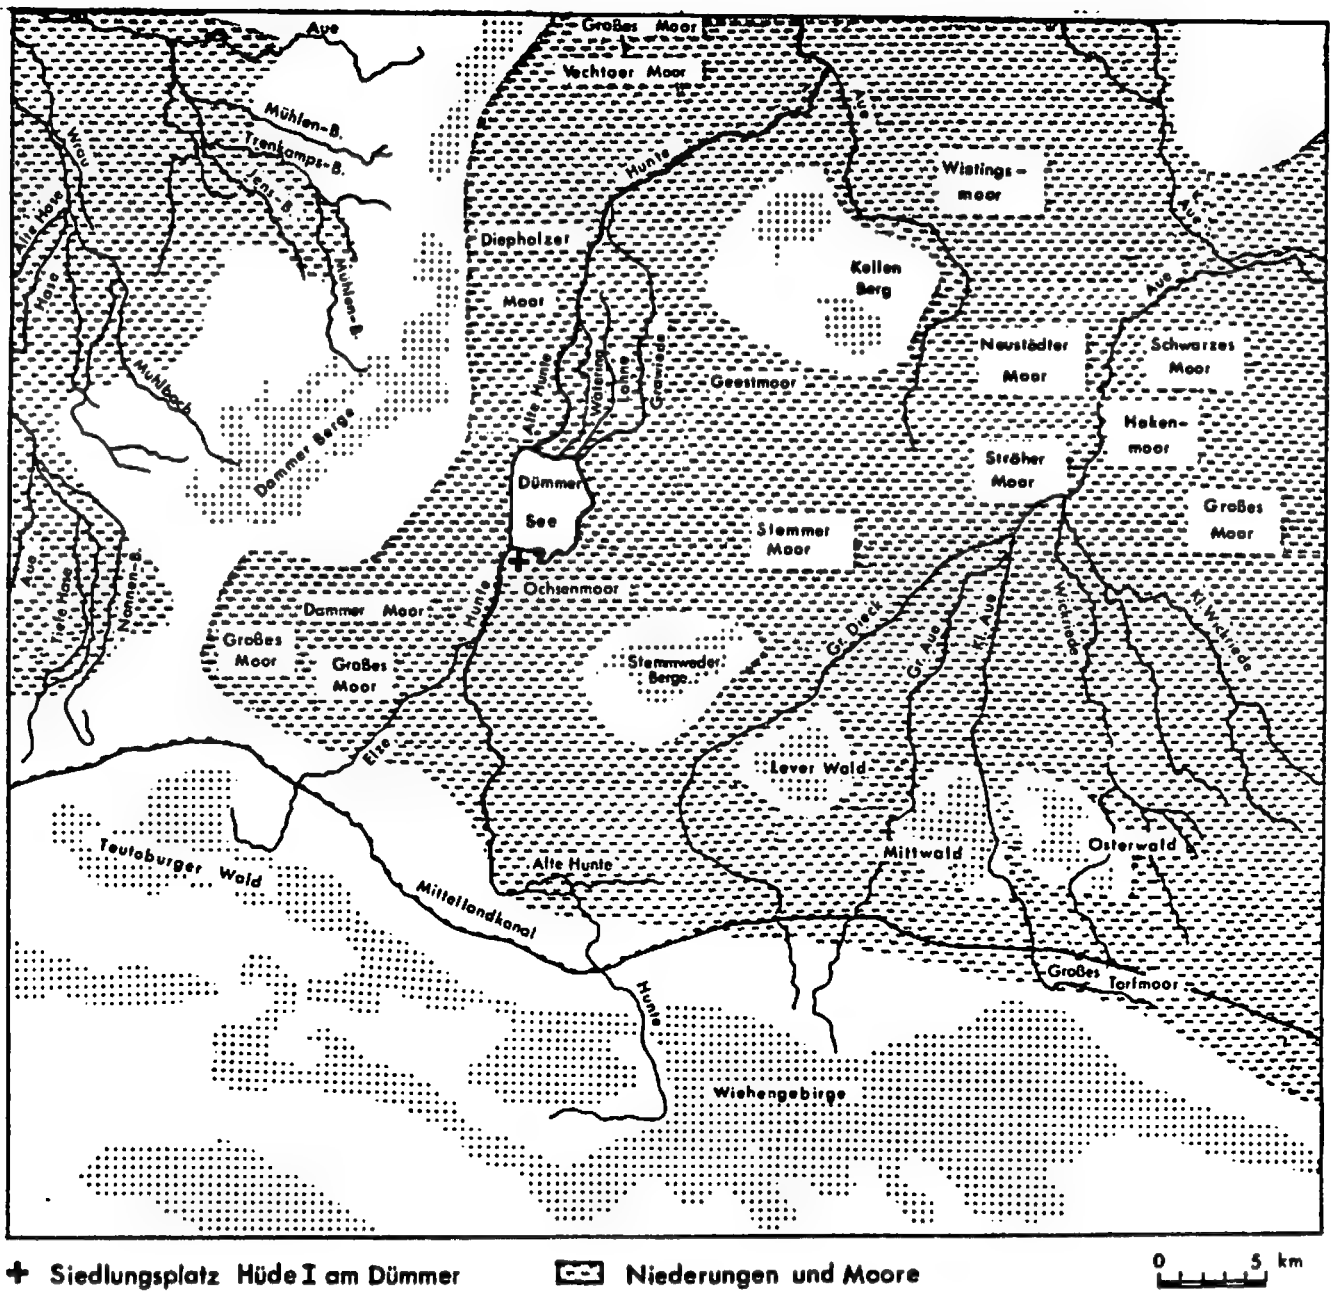 Aue
Großes Moor
Vechtaer Moor
Mühlen-B.
Trenkamps-B.
Jens-B.
Wrau
Aue
Hunte
Wietings-
moor
K.
Aue
Alte Hase
Hase
Diepholzer
Moor
Mühlen-B.
Kellen
Berg
Aue
Neustädter
Moor
Schwarzes
Moor
Mühlbach
Alte Hunte
Wätering
Lohne
Grawiede
Geestmoor
Dammer Berge
Haken-
moor
Ströher
Moor
Dümmer
See
Großes
Moor
Stemmer
Moor
Aue
Tiefe Hase
Nonnen-B.
Hunte
Ochsenmoor
Dammer Moor
Großes
Moor
Großes
Moor
Stemmweder
Berge
Gr. Dieck
Gr. Aue
Kl. Aue
Wickriede
Kl. Wickriede
Elze
Lever Wald
Teutoburger Wald
Mittellandkanal
Alte Hunte
Mittwald
Osterwald
Großes
Torfmoor
Hunte
Wiehengebirge
+ Siedlungsplatz Hüde I am Dümmer
Niederungen und Moore
0 5 km